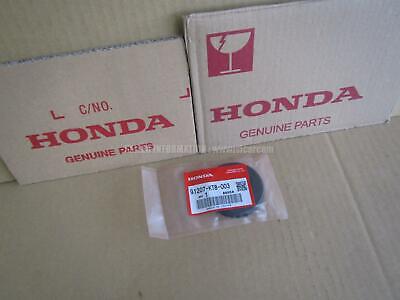 L C/NO.
HONDA
GENUINE PARTS
HONDA
GENUINE PARTS
HONDA
91207-KT8-003